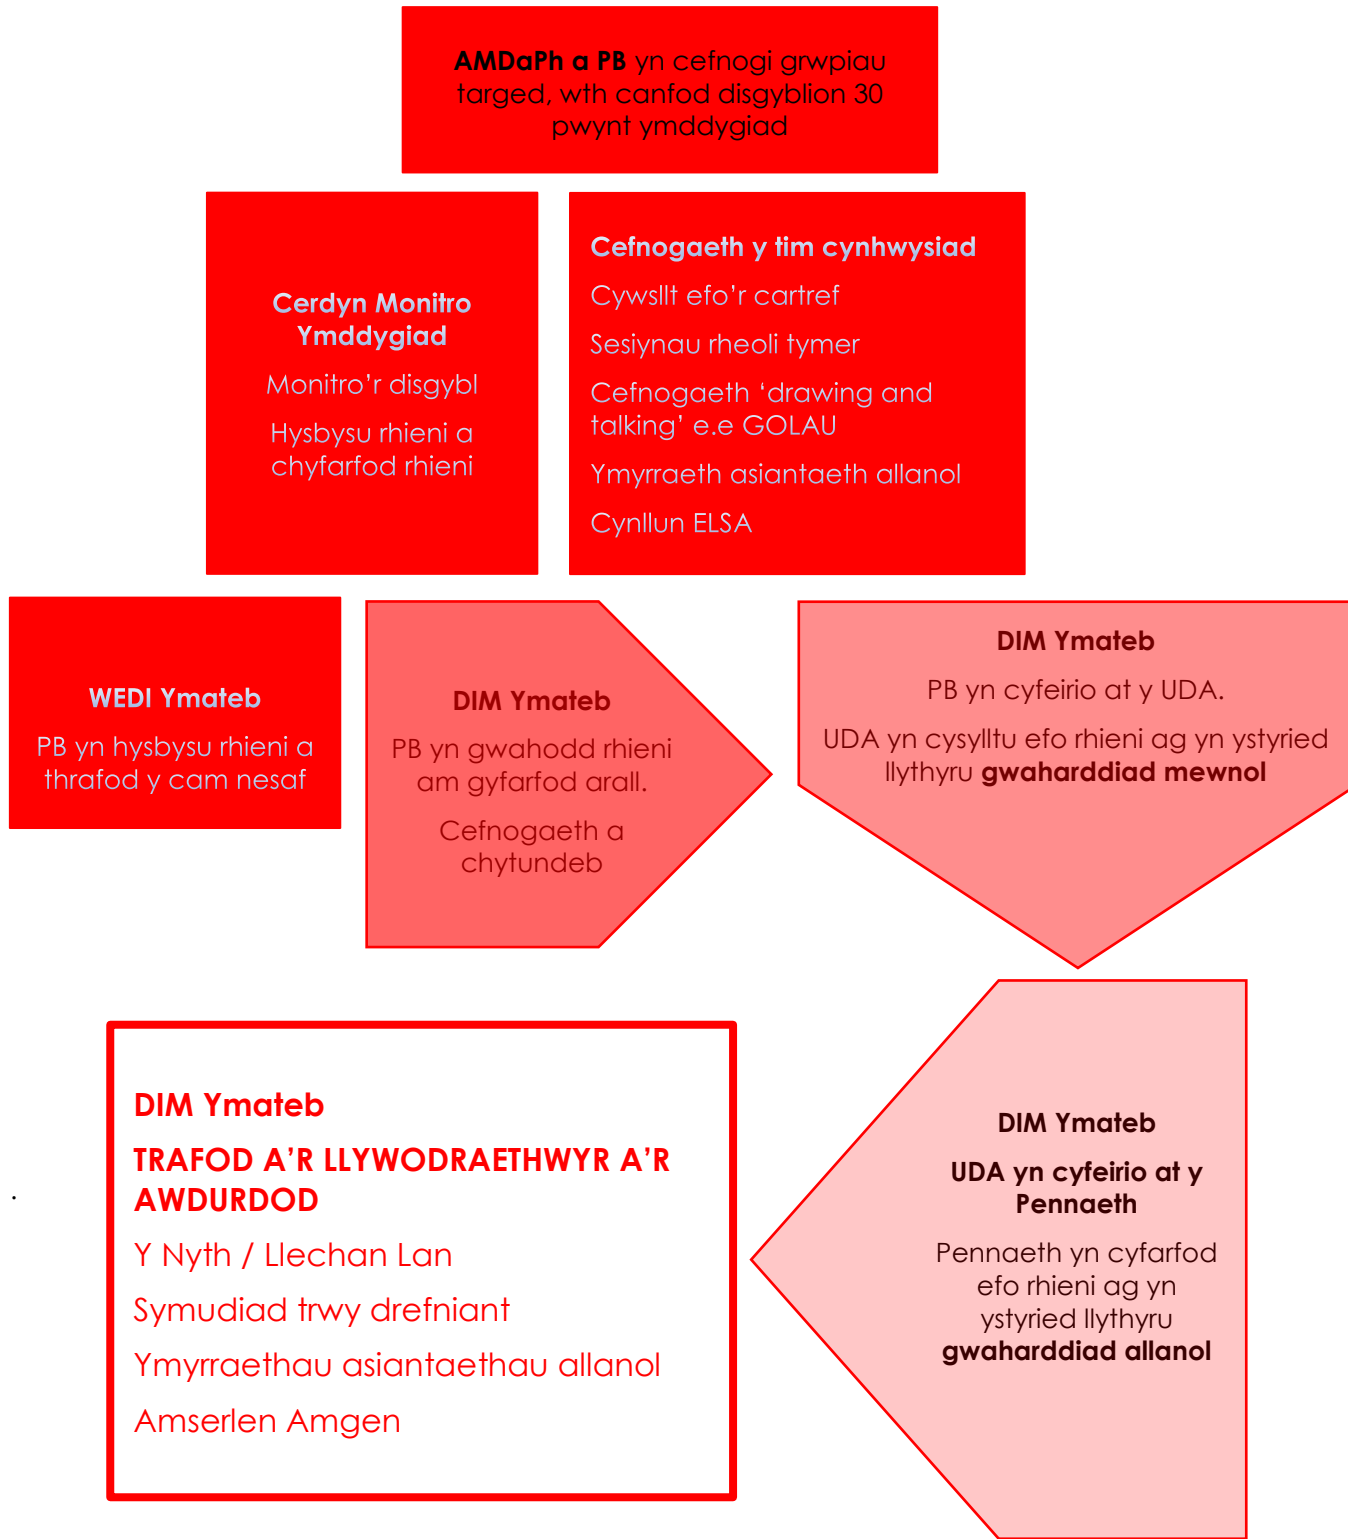 AMDaPh a PB yn cefnogi grwpiau
targed, wth canfod disgyblion 30
pwynt ymddygiad
Cerdyn Monitro
Ymddygiad
Monitro'r disgybl
Hysbysu rhieni a
chyfarfod rhieni
Cefnogaeth y tim cynhwysiad
Cywsllt efo'r cartref
Sesiynau rheoli tymer
Cefnogaeth 'drawing and
talking' e.e GOLAU
Ymyrraeth asiantaeth allanol
Cynllun ELSA
WEDI Ymateb
PB yn hysbysu rhieni a
thrafod y cam nesaf
DIM Ymateb
PB yn gwahodd rhieni
am gyfarfod arall.
Cefnogaeth a
chytundeb
DIM Ymateb
PB yn cyfeirio at y UDA.
UDA yn cysylltu efo rhieni ag yn ystyried
llythyru gwaharddiad mewnol
DIM Ymateb
UDA yn cyfeirio at y
Pennaeth
Pennaeth yn cyfarfod
efo rhieni ag yn
ystyried llythyru
gwaharddiad allanol
DIM Ymateb
TRAFOD A'R LLYWODRAETHWYR A'R
AWDURDOD
Y Nyth / Llechan Lan
Symudiad trwy drefniant
Ymyrraethau asiantaethau allanol
Amserlen Amgen
.